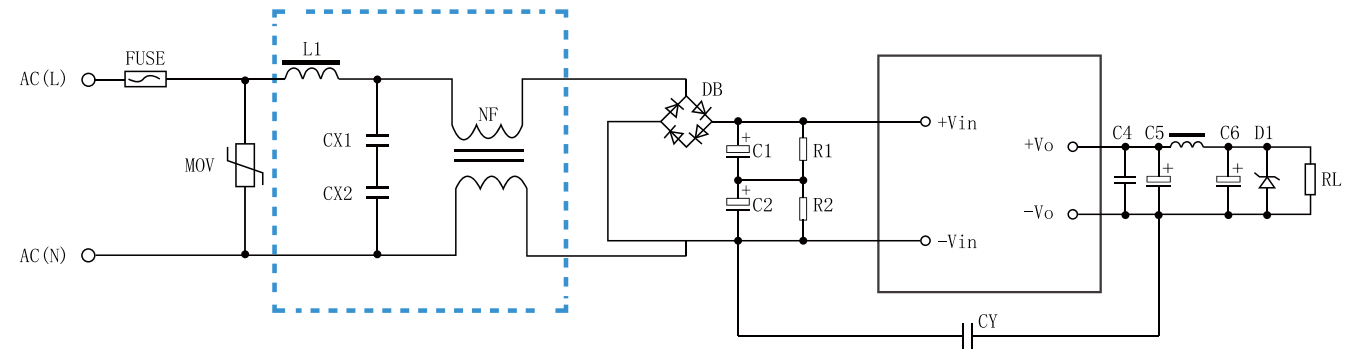 FUSE
L1
AC(L)
NF
DB
MOV
CX1
CX2
+
C1
R1
+
C2
R2
+Vin
-Vin
+Vo
-Vo
C4
C5
C6
D1
+
+
RL
AC(N)
CY